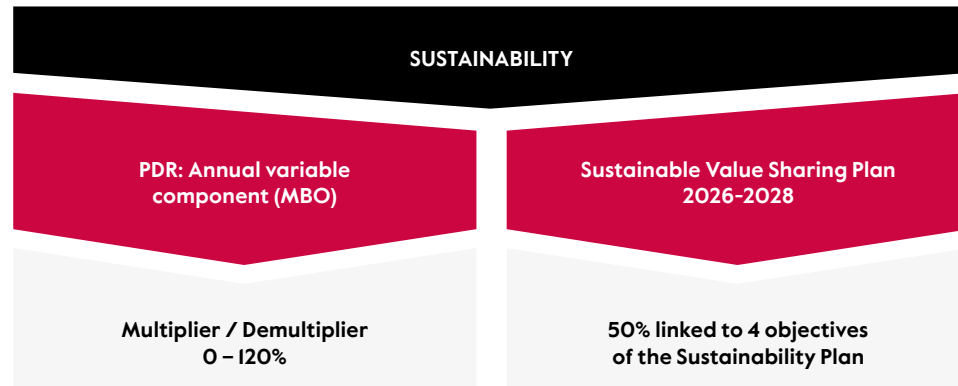 SUSTAINABILITY
PDR: Annual variable
component (MBO)
Sustainable Value Sharing Plan
2026-2028
Multiplier / Demultiplier
0 – 120%
50% linked to 4 objectives
of the Sustainability Plan